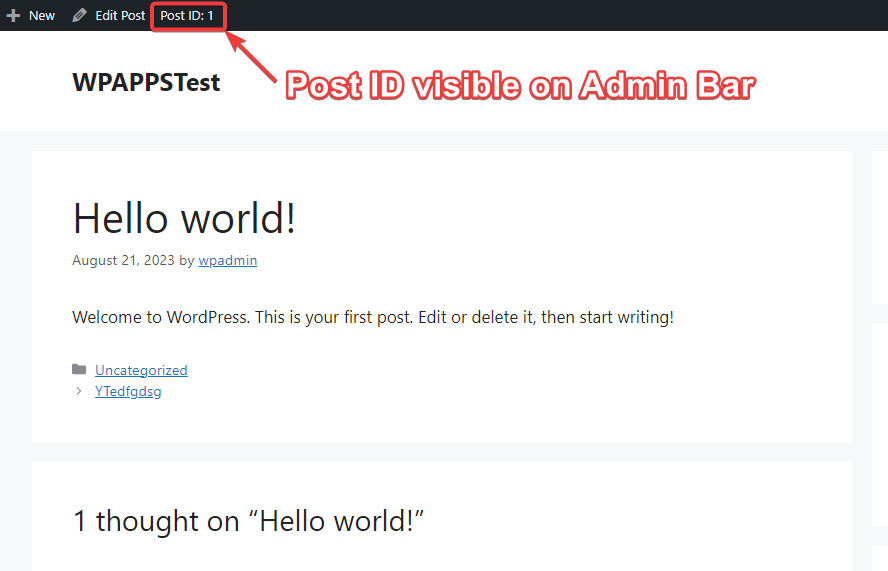 New Edit Post Post ID: 1
Post ID visible on Admin Bar
WPAPPSTest
Hello world!
August 21, 2023 by wpadmin
Welcome to WordPress. This is your first post. Edit or delete it, then start writing!
Uncategorized
YTedfgdsg
1 thought on “Hello world!”